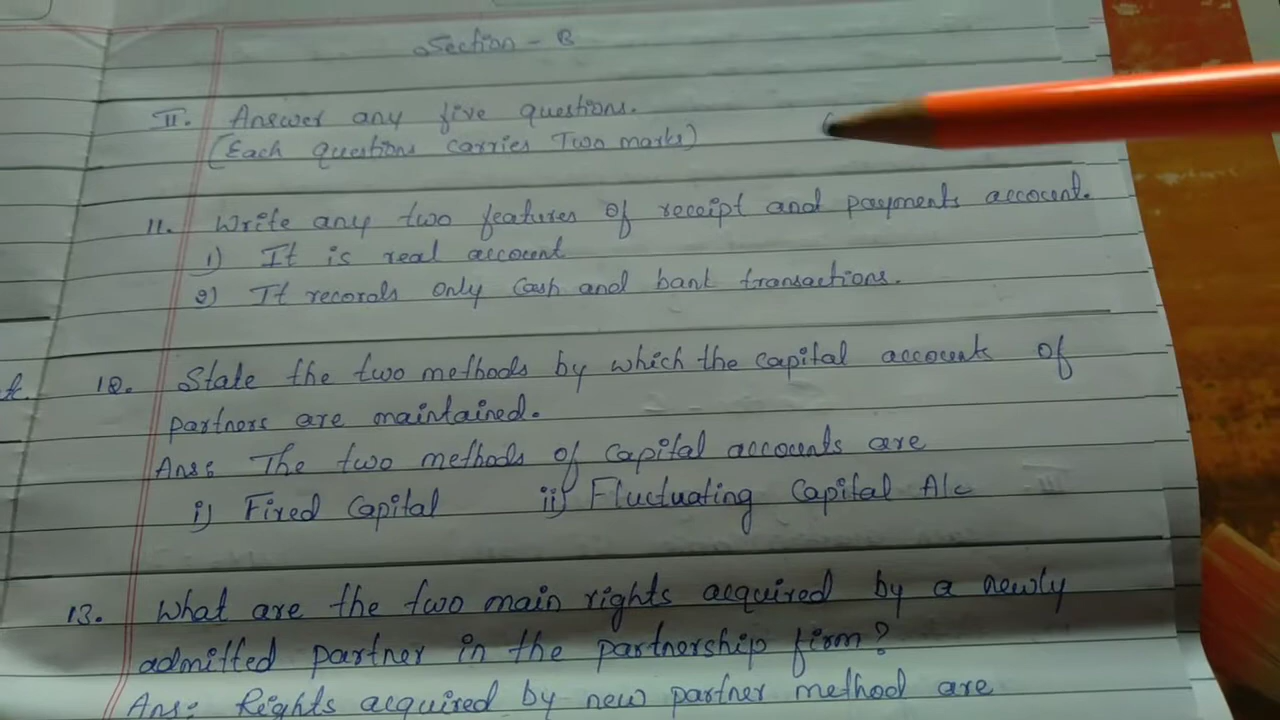 Section - B
II. Answer any five questions.
(Each questions carries Two marks)
11. Write any two features of receipt and payments account.
1) It is real account
2) It records only Cash and bank transactions.
12. State the two methods by which the capital accounts of
partners are maintained.
Ans: The two methods of capital accounts are
i) Fixed Capital ii) Fluctuating Capital A/c
13. What are the two main rights acquired by a newly
admitted partner in the partnership firm?
Ans: Rights acquired by new partner method are